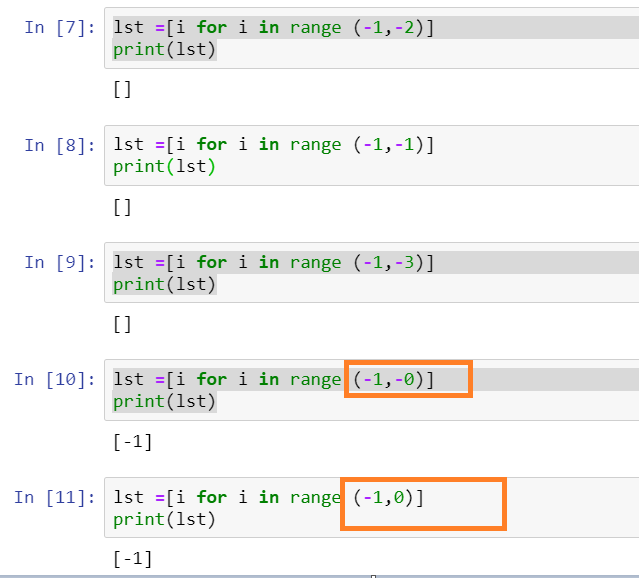 In [7]: lst =[i for i in range (-1,-2)]
print(lst)
[]
In [8]: lst =[i for i in range (-1,-1)]
print(lst)
[]
In [9]: lst =[i for i in range (-1,-3)]
print(lst)
[]
In [10]: lst =[i for i in range (-1,-0)]
print(lst)
[-1]
In [11]: lst =[i for i in range (-1,0)]
print(lst)
[-1]